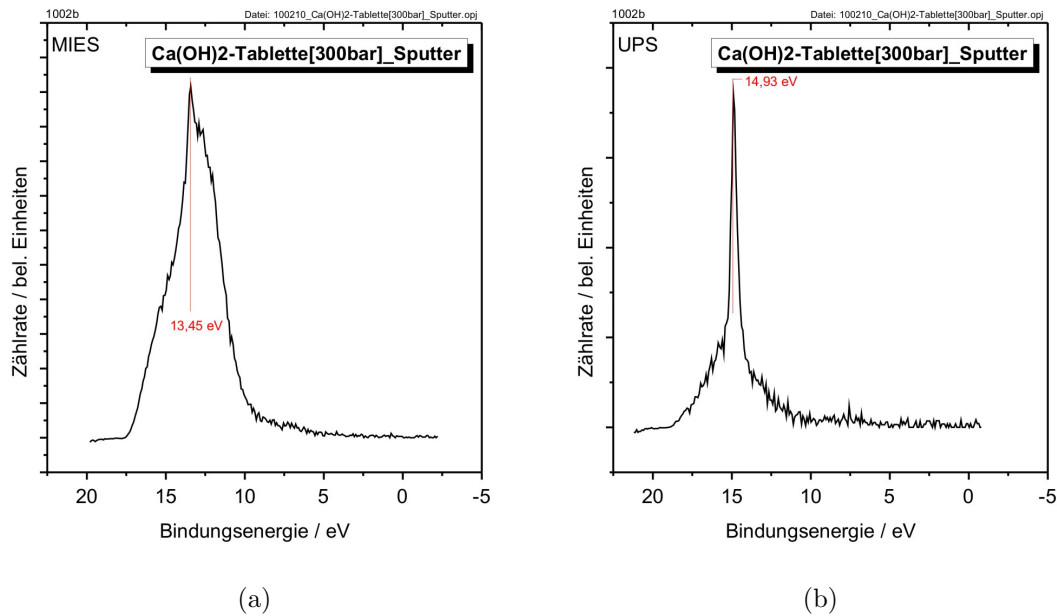 1002b
Datei: 100210_Ca(OH)2-Tablette[300bar]_Sputter.opj
MIES
Ca(OH)2-Tablette[300bar]_Sputter
13,45 eV
Zählrate / bel. Einheiten
20 15 10 5 0 -5
Bindungsenergie / eV
(a)
1002b
Datei: 100210_Ca(OH)2-Tablette[300bar]_Sputter.opj
UPS
Ca(OH)2-Tablette[300bar]_Sputter
14,93 eV
Zählrate / bel. Einheiten
20 15 10 5 0 -5
Bindungsenergie / eV
(b)